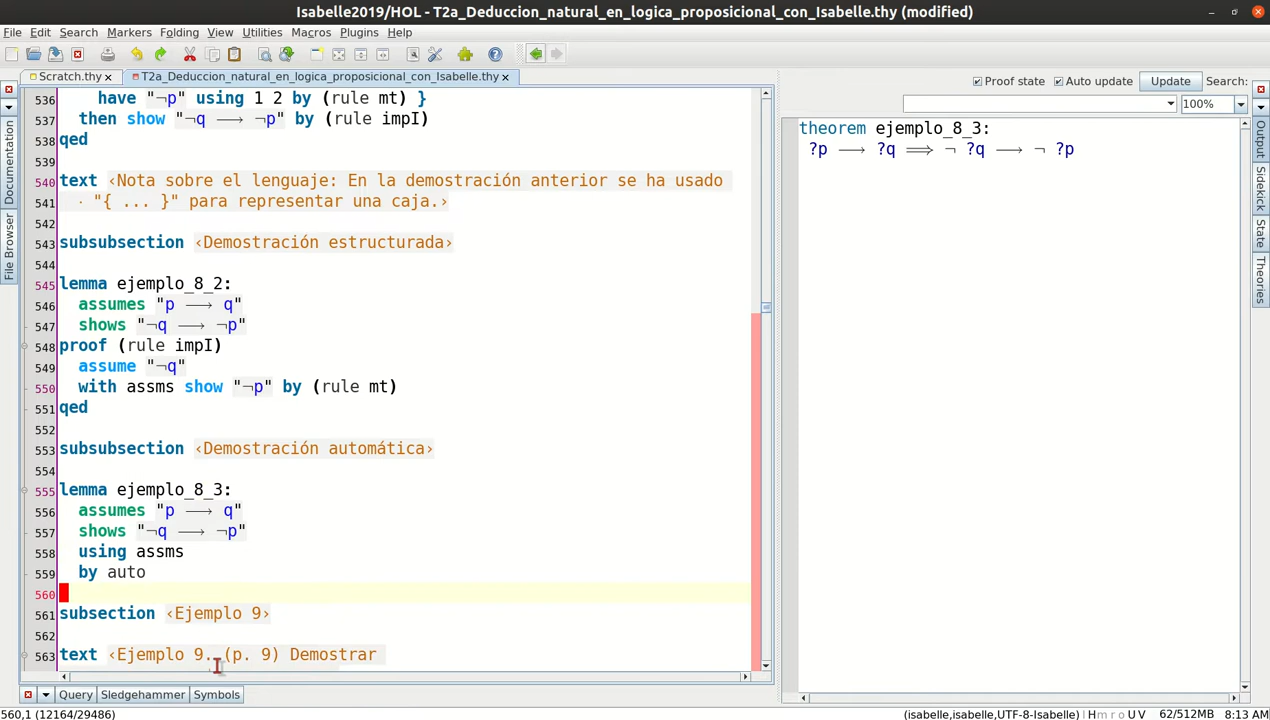 Isabelle2019/HOL - T2a_Deduccion_natural_en_logica_proposicional_con_Isabelle.thy (modified)
File Edit Search Markers Folding View Utilities Macros Plugins Help
Scratch.thy
T2a_Deduccion_natural_en_logica_proposicional_con_Isabelle.thy
Proof state Auto update Update Search:
100%
Documentation
File Browser
536 have "¬p" using 1 2 by (rule mt) }
537 then show "¬q ⟶ ¬p" by (rule impI)
538 qed
539
540 text ‹Nota sobre el lenguaje: En la demostración anterior se ha usado
541 · "{ ... }" para representar una caja.›
542
543 subsubsection ‹Demostración estructurada›
544
545 lemma ejemplo_8_2:
546 assumes "p ⟶ q"
547 shows "¬q ⟶ ¬p"
548 proof (rule impI)
549 assume "¬q"
550 with assms show "¬p" by (rule mt)
551 qed
552
553 subsubsection ‹Demostración automática›
554
555 lemma ejemplo_8_3:
556 assumes "p ⟶ q"
557 shows "¬q ⟶ ¬p"
558 using assms
559 by auto
560
561 subsection ‹Ejemplo 9›
562
563 text ‹Ejemplo 9. (p. 9) Demostrar
theorem ejemplo_8_3:
?p ⟶ ?q ⟹ ¬ ?q ⟶ ¬ ?p
Output
Sidekick
State
Theories
Query Sledgehammer Symbols
560,1 (12164/29486)
(isabelle,isabelle,UTF-8-Isabelle) | H m r o U V 62/512MB 8:13 AM